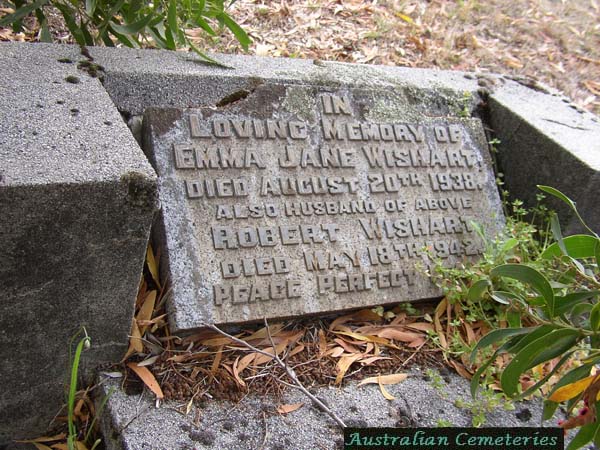 IN
LOVING MEMORY OF
EMMA JANE WISHART,
DIED AUGUST 20TH 1938.
ALSO HUSBAND OF ABOVE
ROBERT WISHART.
DIED MAY 18TH 1942.
PEACE PERFECT
Australian Cemeteries